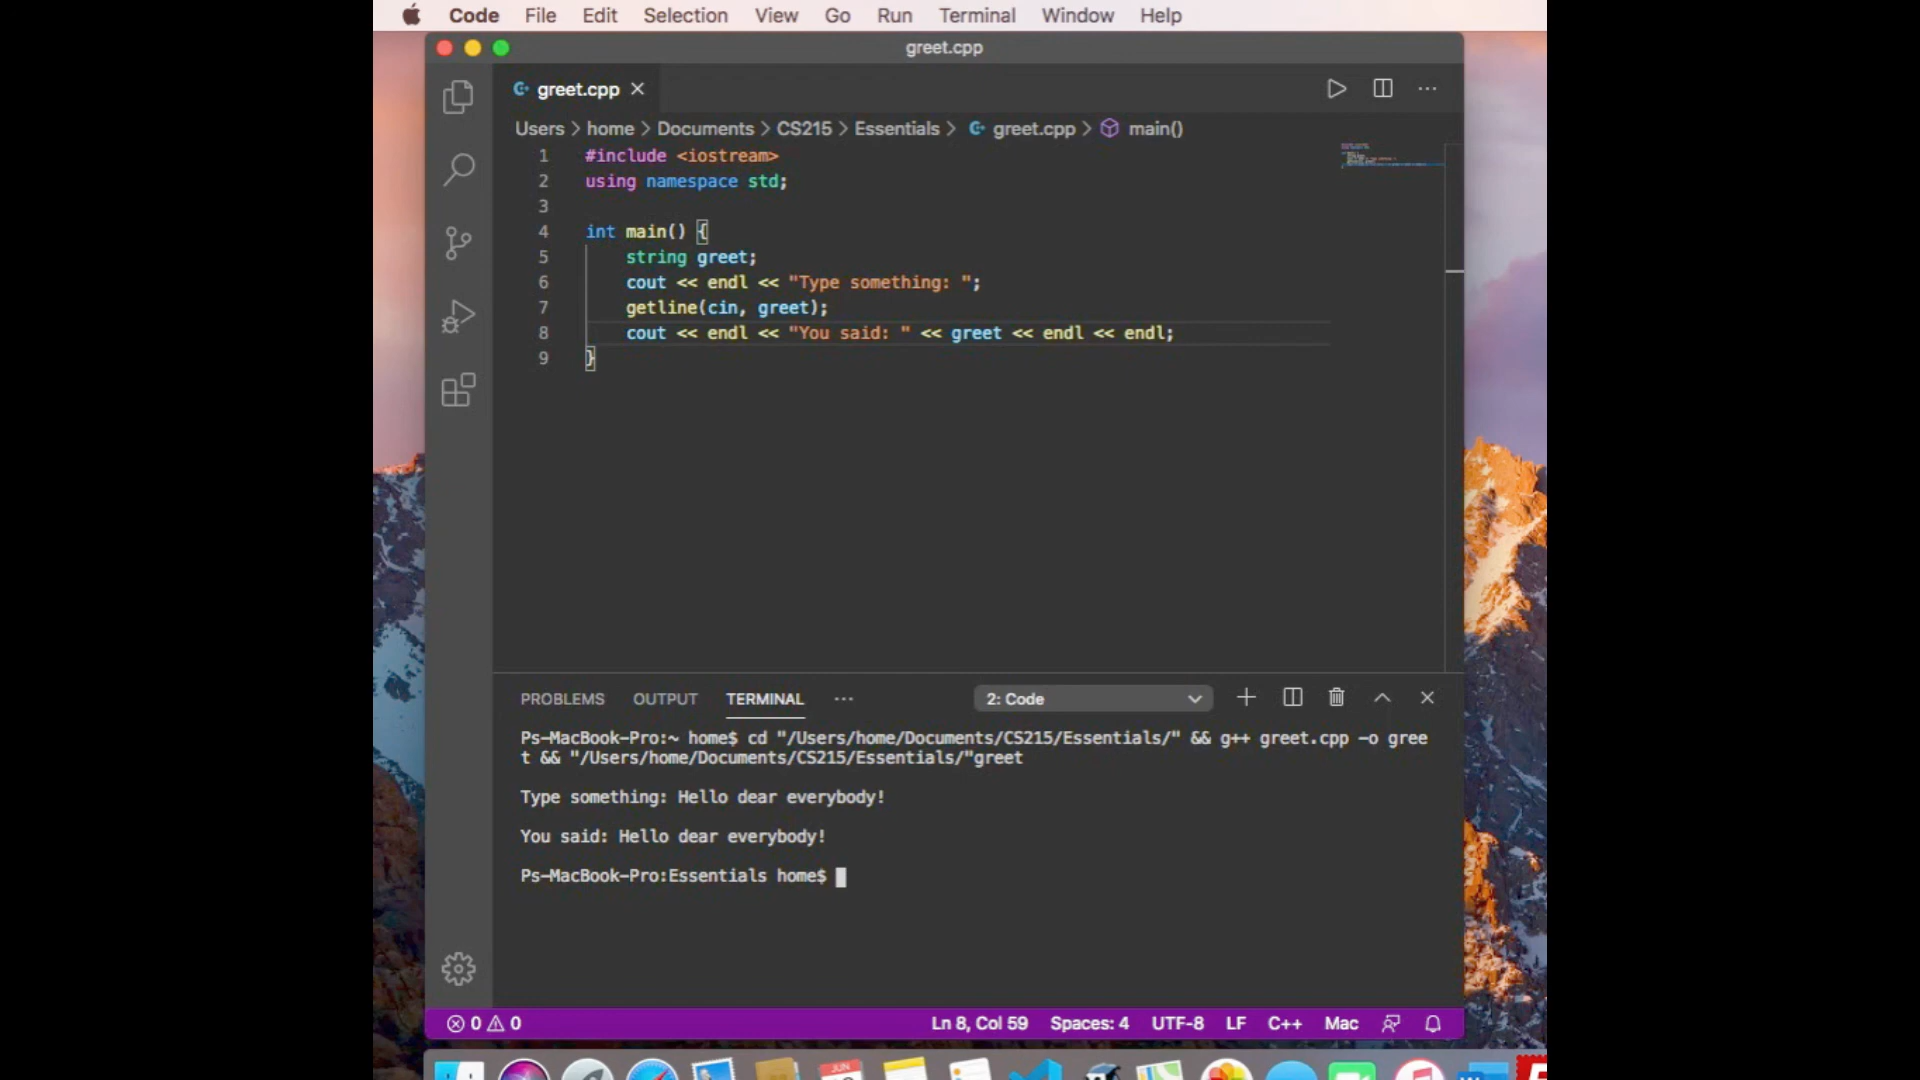 Code File Edit Selection View Go Run Terminal Window Help
greet.cpp
greet.cpp
Users > home > Documents > CS215 > Essentials > greet.cpp > main()
1 #include <iostream>
2 using namespace std;
3
4 int main() {
5 string greet;
6 cout << endl << "Type something: ";
7 getline(cin, greet);
8 cout << endl << "You said: " << greet << endl << endl;
9 }
PROBLEMS OUTPUT TERMINAL ··· 2: Code
Ps-MacBook-Pro:~ home$ cd "/Users/home/Documents/CS215/Essentials/" && g++ greet.cpp -o gree
t && "/Users/home/Documents/CS215/Essentials/"greet
Type something: Hello dear everybody!
You said: Hello dear everybody!
Ps-MacBook-Pro:Essentials home$
0 0 Ln 8, Col 59 Spaces: 4 UTF-8 LF C++ Mac
JUN